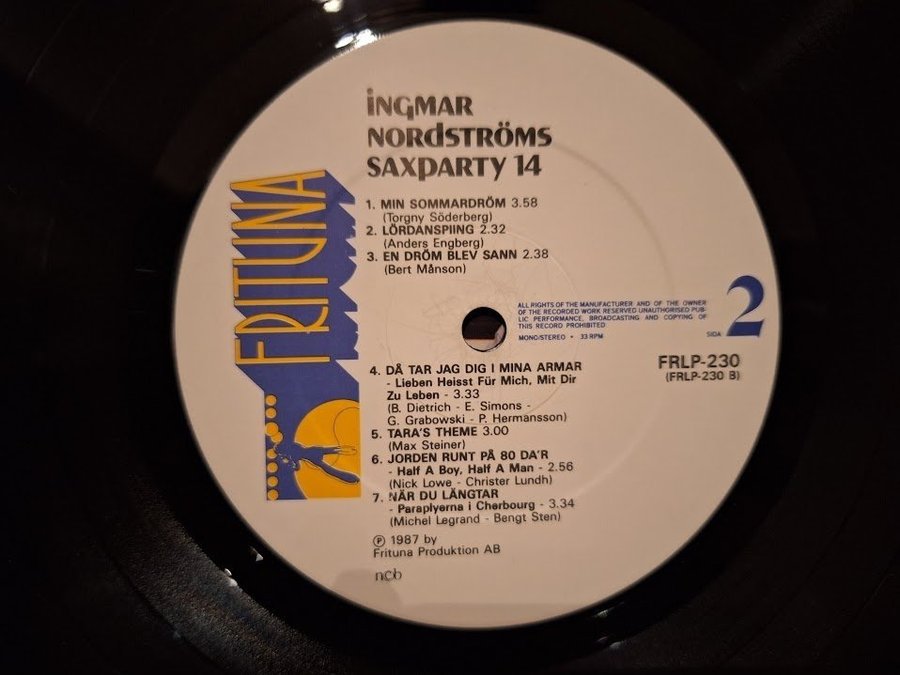 iNGMAR
NORdSTRÖMS
SAXPARTY 14
FRITUNA
1. MIN SOMMARDRÖM 3.58
(Torgny Söderberg)
2. LÖRDANSPIING 2.32
(Anders Engberg)
3. EN DRÖM BLEV SANN 2.38
(Bert Månson)
ALL RIGHTS OF THE MANUFACTURER AND OF THE OWNER
OF THE RECORDED WORK RESERVED UNAUTHORISED PUB-
LIC PERFORMANCE, BROADCASTING AND COPYING OF
THIS RECORD PROHIBITED
MONO/STEREO • 33 RPM
SIDA 2
FRLP-230
(FRLP-230 B)
4. DÅ TAR JAG DIG I MINA ARMAR
- Lieben Heisst Für Mich, Mit Dir
Zu Leben - 3.33
(B. Dietrich - E. Simons -
G. Grabowski - P. Hermansson)
5. TARA'S THEME 3.00
(Max Steiner)
6. JORDEN RUNT PÅ 80 DA'R
- Half A Boy, Half A Man - 2.56
(Nick Lowe - Christer Lundh)
7. NÄR DU LÄNGTAR
- Paraplyerna i Cherbourg - 3.34
(Michel Legrand - Bengt Sten)
℗ 1987 by
Frituna Produktion AB
ncb